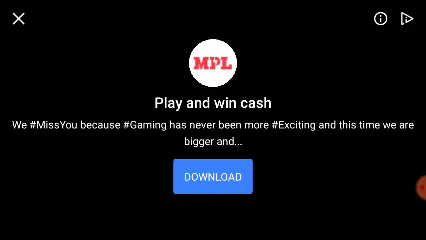 MPL
Play and win cash
We #MissYou because #Gaming has never been more #Exciting and this time we are
bigger and...
DOWNLOAD